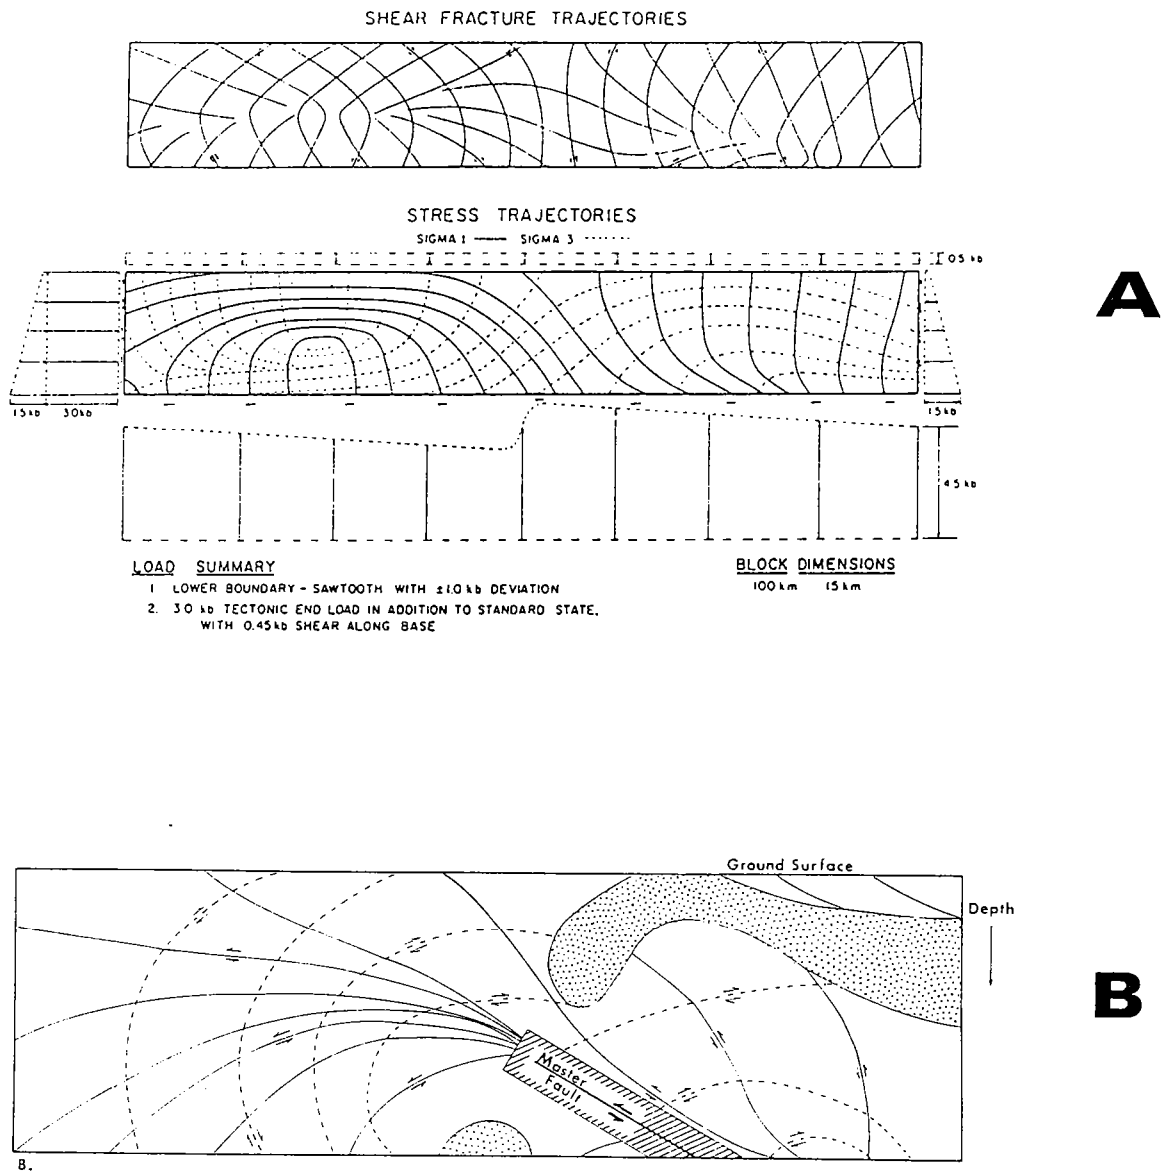 SHEAR FRACTURE TRAJECTORIES
STRESS TRAJECTORIES
SIGMA 1 SIGMA 3
0.5 kb
A
1.5 kb 3.0 kb
1.5 kb
4.5 kb
LOAD SUMMARY
1 LOWER BOUNDARY - SAWTOOTH WITH ±1.0 kb DEVIATION
2. 3.0 kb TECTONIC END LOAD IN ADDITION TO STANDARD STATE,
WITH 0.45 kb SHEAR ALONG BASE
BLOCK DIMENSIONS
100 km 15 km
Ground Surface
Depth
B
Master
Fault
B.